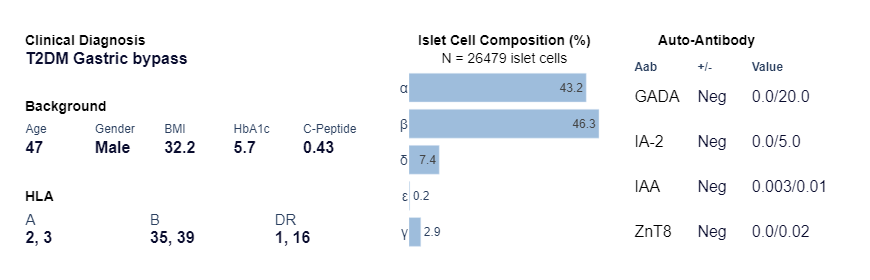 Clinical Diagnosis
T2DM Gastric bypass
Background
Age Gender BMI HbA1c C-Peptide
47 Male 32.2 5.7 0.43
HLA
A B DR
2, 3 35, 39 1, 16
Islet Cell Composition (%)
N = 26479 islet cells
α 43.2
β 46.3
δ 7.4
ε 0.2
γ 2.9
Auto-Antibody
Aab +/- Value
GADA Neg 0.0/20.0
IA-2 Neg 0.0/5.0
IAA Neg 0.003/0.01
ZnT8 Neg 0.0/0.02